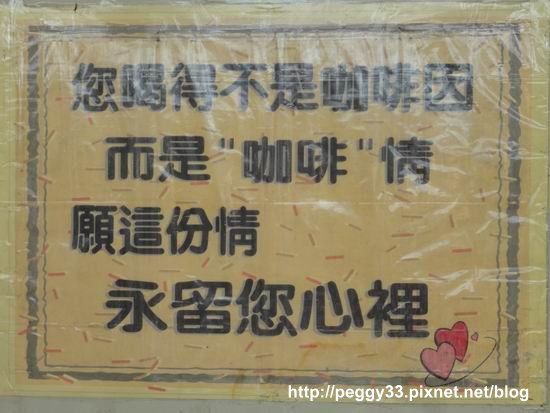 您喝得不是咖啡因
而是"咖啡"情
願這份情
永留您心裡
http://peggy33.pixnet.net/blog